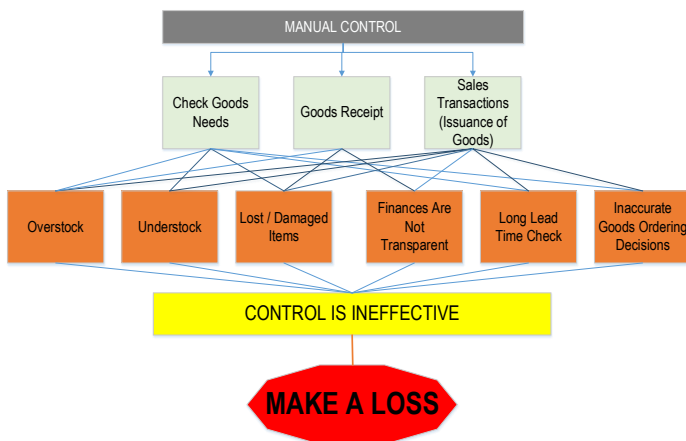 MANUAL CONTROL
Check Goods
Needs
Goods Receipt
Sales
Transactions
(Issuance of
Goods)
Overstock
Understock
Lost / Damaged
Items
Finances Are
Not
Transparent
Long Lead
Time Check
Inaccurate
Goods Ordering
Decisions
CONTROL IS INEFFECTIVE
MAKE A LOSS